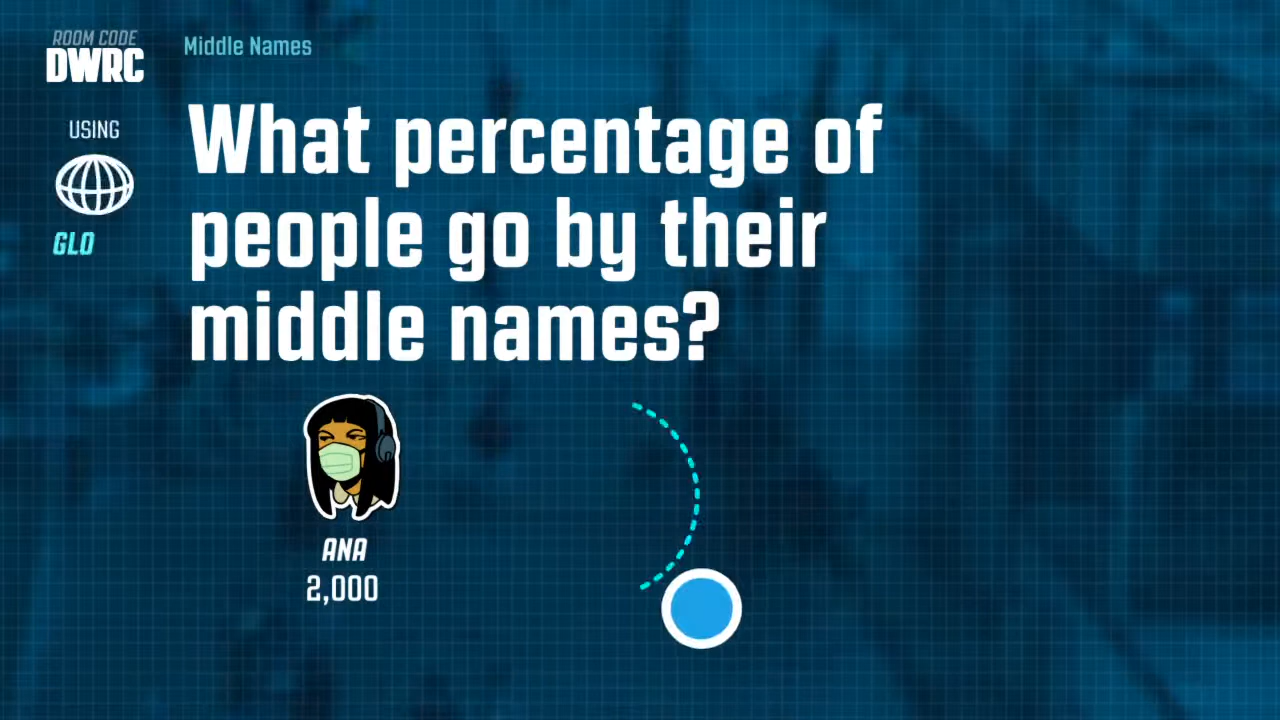 ROOM CODE
DWRC
Middle Names
USING
GLO
What percentage of
people go by their
middle names?
ANA
2,000